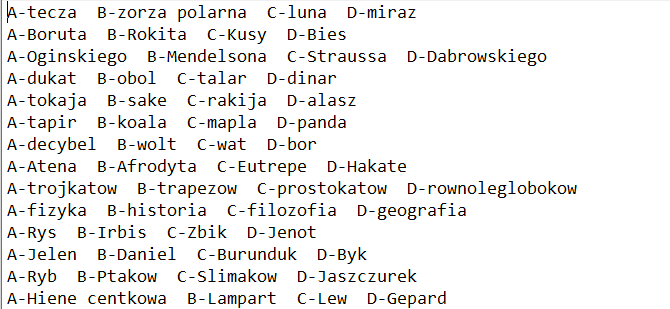 A-tecza  B-zorza polarna  C-luna  D-miraz
A-Boruta  B-Rokita  C-Kusy  D-Bies
A-Oginskiego  B-Mendelsona  C-Straussa  D-Dabrowskiego
A-dukat  B-obol  C-talar  D-dinar
A-tokaja  B-sake  C-rakija  D-alasz
A-tapir  B-koala  C-mapla  D-panda
A-decybel  B-wolt  C-wat  D-bor
A-Atena  B-Afrodyta  C-Eutrepe  D-Hakate
A-trojkatow  B-trapezow  C-prostokatow  D-rownoleglobokow
A-fizyka  B-historia  C-filozofia  D-geografia
A-Rys  B-Irbis  C-Zbik  D-Jenot
A-Jelen  B-Daniel  C-Burunduk  D-Byk
A-Ryb  B-Ptakow  C-Slimakow  D-Jaszczurek
A-Hiene centkowa  B-Lampart  C-Lew  D-Gepard